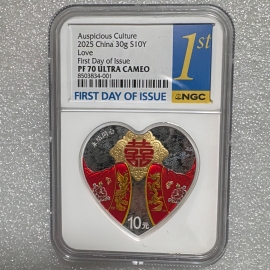 Auspicious Culture
2025 China 30g S10Y
Love
First Day of Issue
PF 70 ULTRA CAMEO
8503834-001
1st
FIRST DAY OF ISSUE
NGC
囍
10元